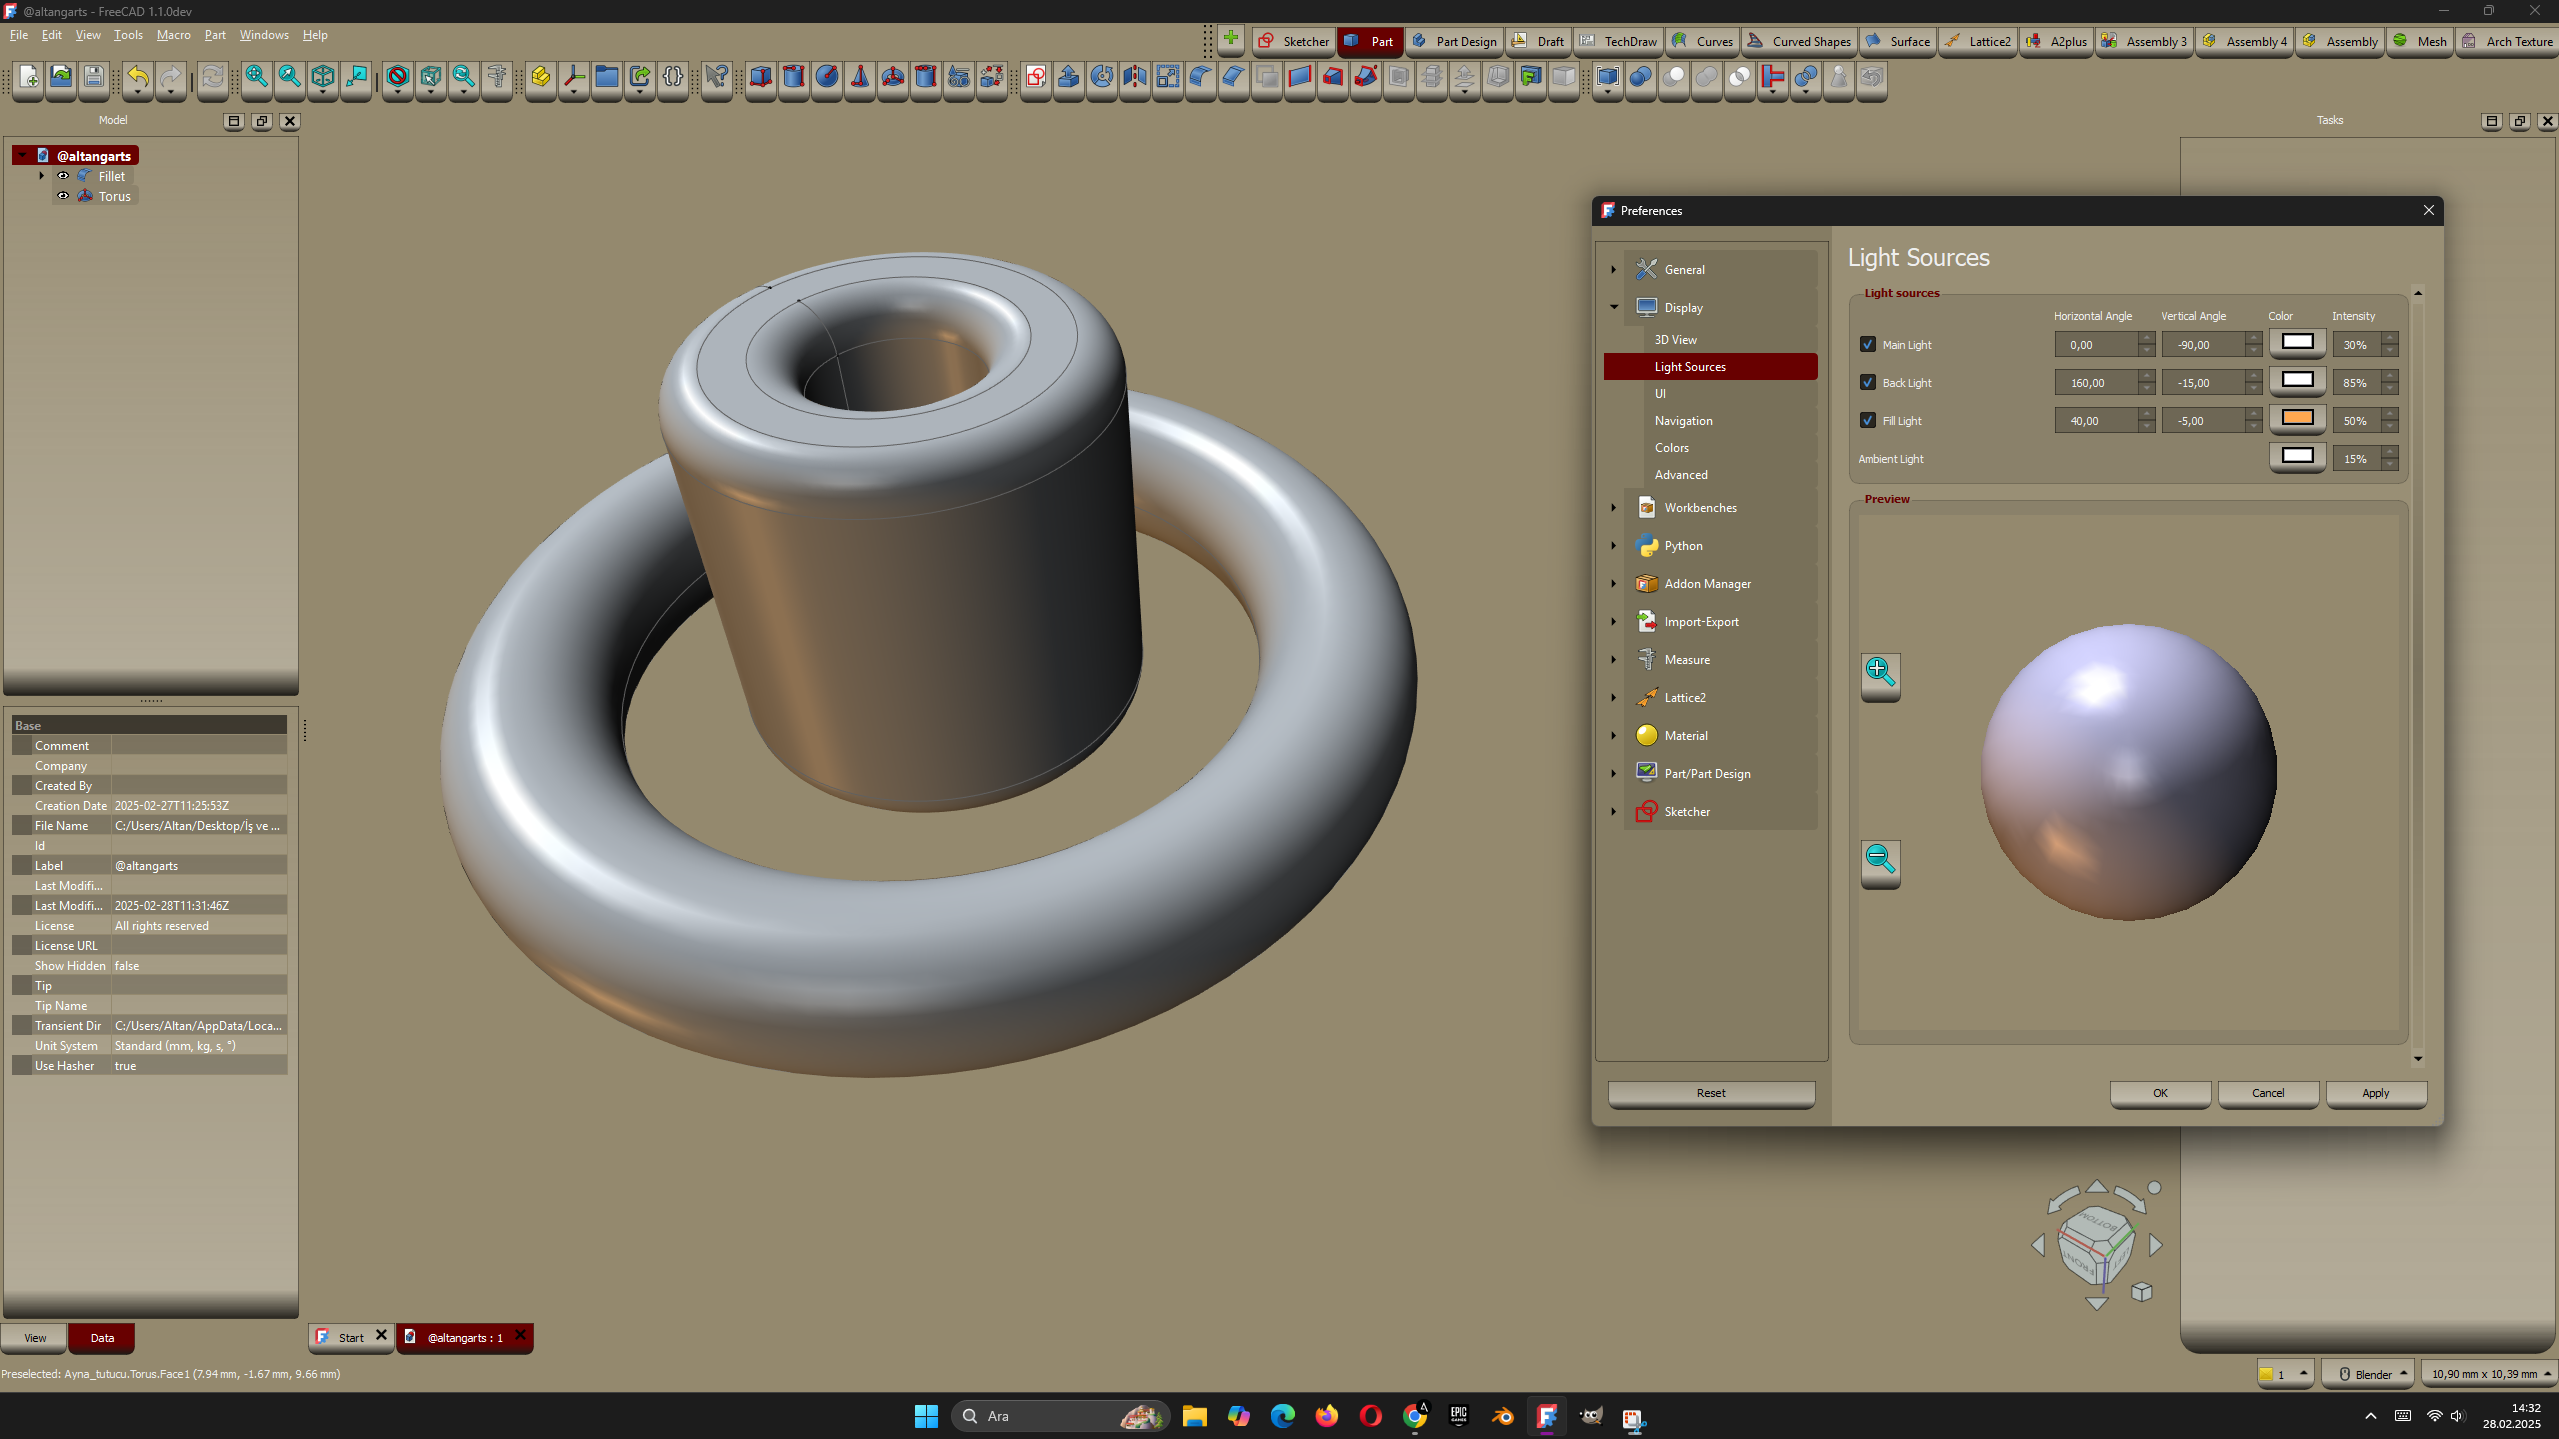 @altangarts - FreeCAD 1.1.0dev
File Edit View Tools Macro Part Windows Help
Sketcher Part Part Design Draft TechDraw Curves Curved Shapes Surface Lattice2 A2plus Assembly 3 Assembly 4 Assembly Mesh Arch Texture
Model
@altangarts
Fillet
Torus
Base
Comment
Company
Created By
Creation Date 2025-02-27T11:25:53Z
File Name C:/Users/Altan/Desktop/İş ve ...
Id
Label @altangarts
Last Modifi...
Last Modifi... 2025-02-28T11:31:46Z
License All rights reserved
License URL
Show Hidden false
Tip
Tip Name
Transient Dir C:/Users/Altan/AppData/Loca...
Unit System Standard (mm, kg, s, °)
Use Hasher true
View Data
Start
@altangarts : 1
Tasks
Preferences
General
Display
3D View
Light Sources
UI
Navigation
Colors
Advanced
Workbenches
Python
Addon Manager
Import-Export
Measure
Lattice2
Material
Part/Part Design
Sketcher
Reset
Light Sources
Light sources
Horizontal Angle Vertical Angle Color Intensity
Main Light 0,00 -90,00 30%
Back Light 160,00 -15,00 85%
Fill Light 40,00 -5,00 50%
Ambient Light 15%
Preview
OK Cancel Apply
BOTTOM
FRONT
LEFT
Preselected: Ayna_tutucu.Torus.Face1 (7.94 mm, -1.67 mm, 9.66 mm)
1
Blender
10,90 mm x 10,39 mm
Ara
EPIC GAMES
14:32
28.02.2025